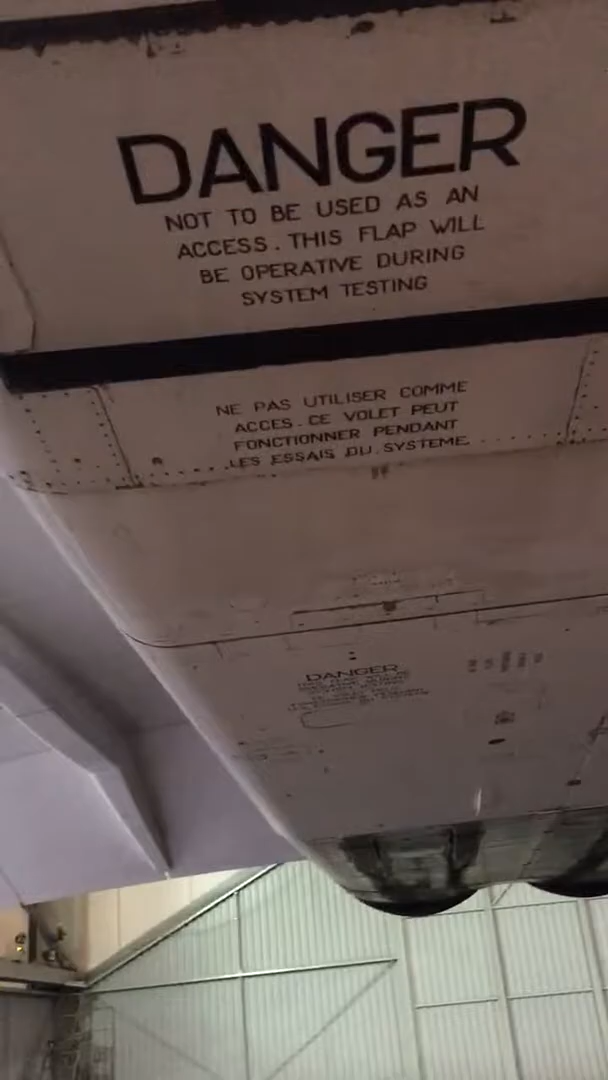 DANGER
NOT TO BE USED AS AN
ACCESS. THIS FLAP WILL
BE OPERATIVE DURING
SYSTEM TESTING
NE PAS UTILISER COMME
ACCES. CE VOLET PEUT
FONCTIONNER PENDANT
LES ESSAIS DU SYSTEME
DANGER